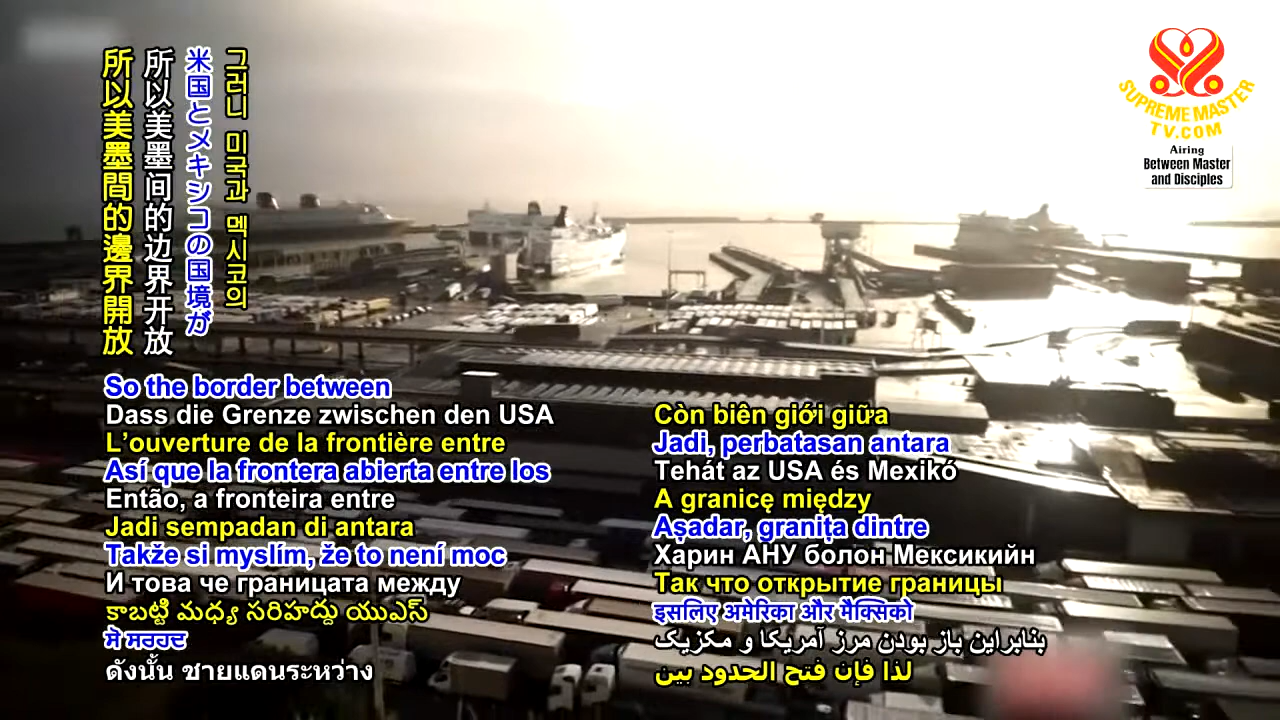 所以美墨間的邊界開放
所以美墨间的边界开放
米国とメキシコの国境が
그러니 미국과 멕시코의
SUPREME MASTER
TV.COM
Airing
Between Master
and Disciples
So the border between
Dass die Grenze zwischen den USA
L’ouverture de la frontière entre
Así que la frontera abierta entre los
Então, a fronteira entre
Jadi sempadan di antara
Takže si myslím, že to není moc
И това че границата между
కాబట్టి మధ్య సరిహద్దు యుఎస్
ਸੋ ਸਰਹਦ
ดังนั้น ชายแดนระหว่าง
Còn biên giới giữa
Jadi, perbatasan antara
Tehát az USA és Mexikó
A granicę między
Așadar, granița dintre
Харин АНУ болон Мексикийн
Так что открытие границы
इसलिए अमेरिका और मैक्सिको
بنابراین باز بودن مرز آمریکا و مکزیک
لذا فإن فتح الحدود بين